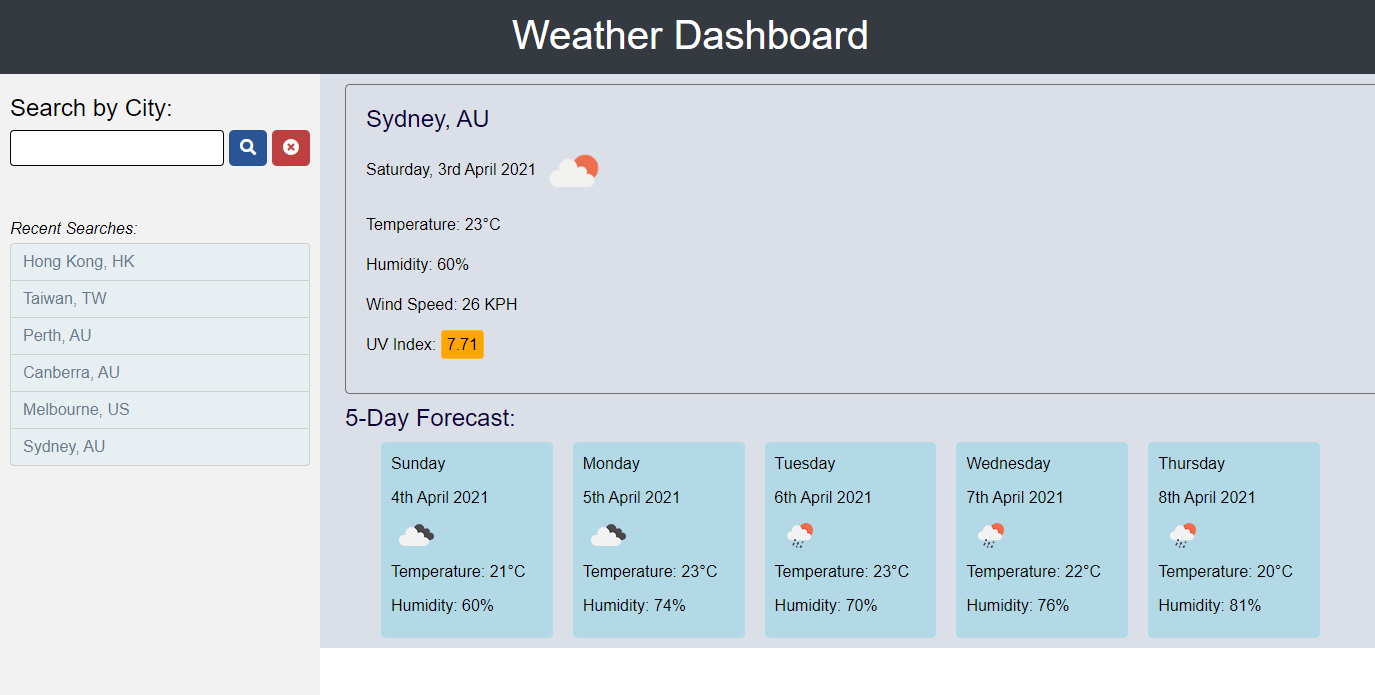 Weather Dashboard
Search by City:
Recent Searches:
Hong Kong, HK
Taiwan, TW
Perth, AU
Canberra, AU
Melbourne, US
Sydney, AU
Sydney, AU
Saturday, 3rd April 2021
Temperature: 23°C
Humidity: 60%
Wind Speed: 26 KPH
UV Index: 7.71
5-Day Forecast:
Sunday
4th April 2021
Temperature: 21°C
Humidity: 60%
Monday
5th April 2021
Temperature: 23°C
Humidity: 74%
Tuesday
6th April 2021
Temperature: 23°C
Humidity: 70%
Wednesday
7th April 2021
Temperature: 22°C
Humidity: 76%
Thursday
8th April 2021
Temperature: 20°C
Humidity: 81%